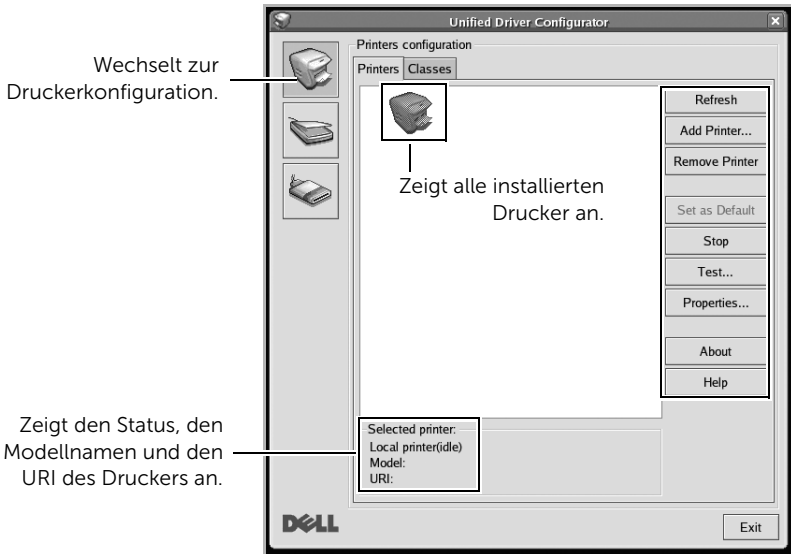 Unified Driver Configurator
Wechselt zur
Druckerkonfiguration.
Printers configuration
Printers Classes
Zeigt alle installierten
Drucker an.
Refresh
Add Printer...
Remove Printer
Set as Default
Stop
Test...
Properties...
About
Help
Zeigt den Status, den
Modellnamen und den
URI des Druckers an.
Selected printer:
Local printer(idle)
Model:
URI:
DELL
Exit